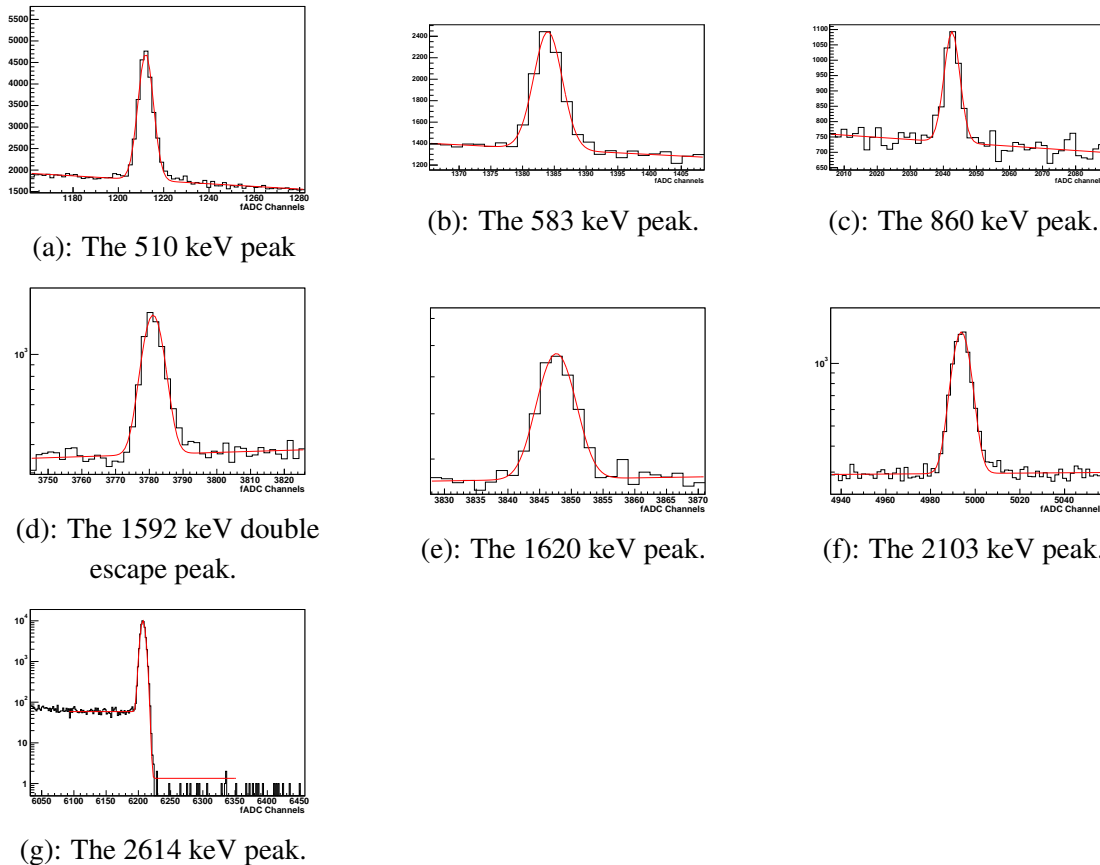 5500
5000
4500
4000
3500
3000
2500
2000
1500
1180 1200 1220 1240 1260 1280
fADC Channels
(a): The 510 keV peak
2600
2400
2200
2000
1800
1600
1400
1200
1370 1375 1380 1385 1390 1395 1400 1405
fADC Channels
(b): The 583 keV peak.
1100
1050
1000
950
900
850
800
750
700
650
2010 2020 2030 2040 2050 2060 2070 2080
fADC Channels
(c): The 860 keV peak.
10³
3750 3760 3770 3780 3790 3800 3810 3820
fADC Channels
(d): The 1592 keV double
escape peak.
3830 3835 3840 3845 3850 3855 3860 3865 3870
fADC Channels
(e): The 1620 keV peak.
10³
4940 4960 4980 5000 5020 5040
fADC Channels
(f): The 2103 keV peak.
10⁴
10³
10²
10
1
6050 6100 6150 6200 6250 6300 6350 6400 6450
fADC Channels
(g): The 2614 keV peak.